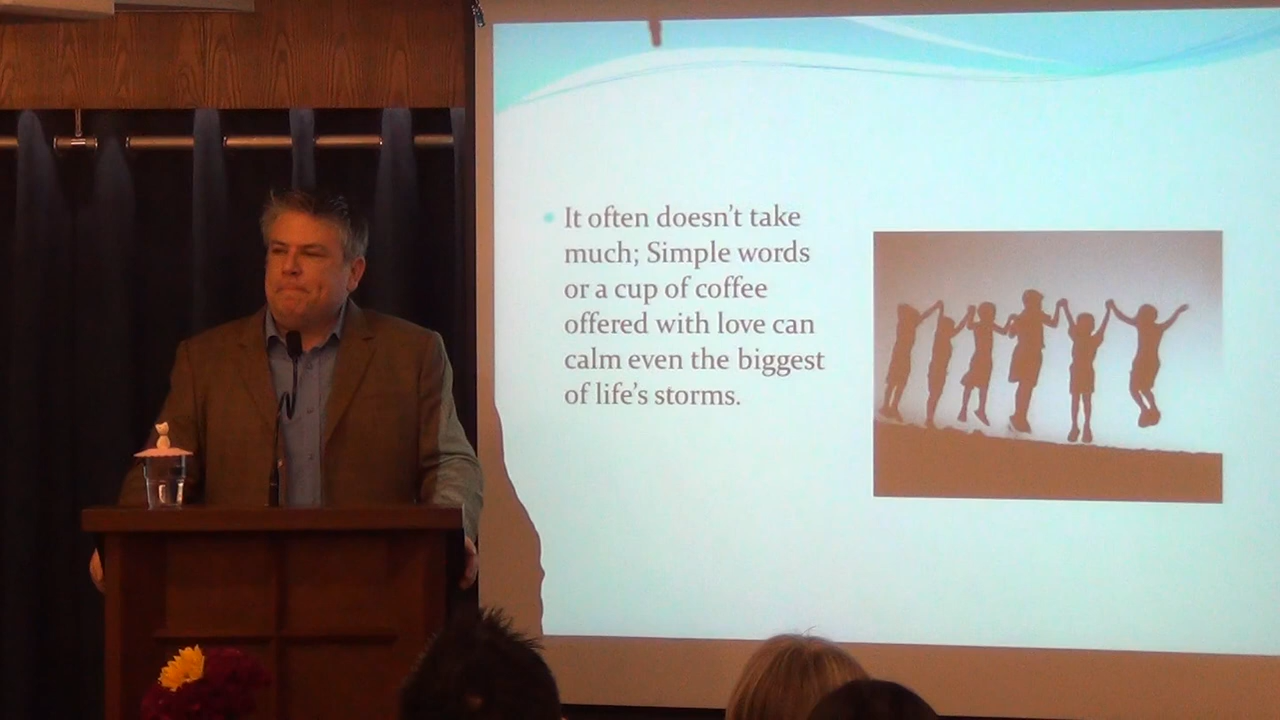 It often doesn't take
much; Simple words
or a cup of coffee
offered with love can
calm even the biggest
of life's storms.